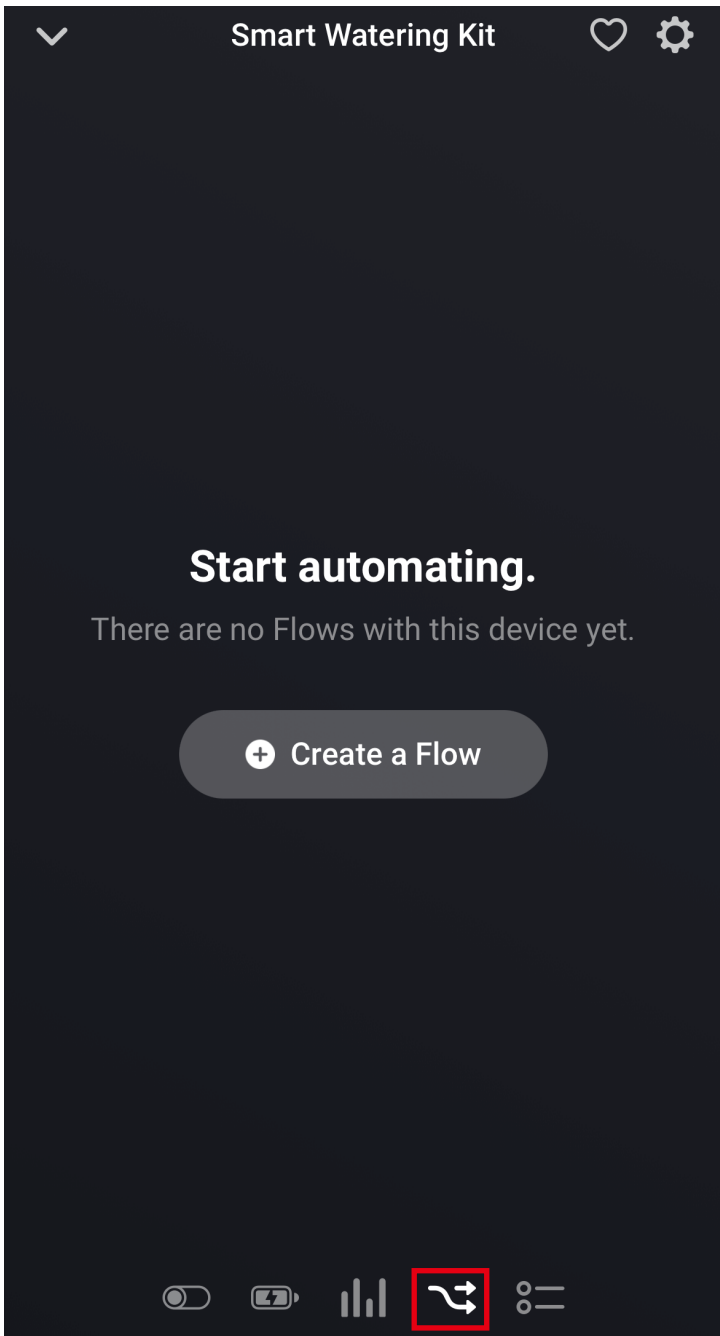 Smart Watering Kit
Start automating.
There are no Flows with this device yet.
Create a Flow